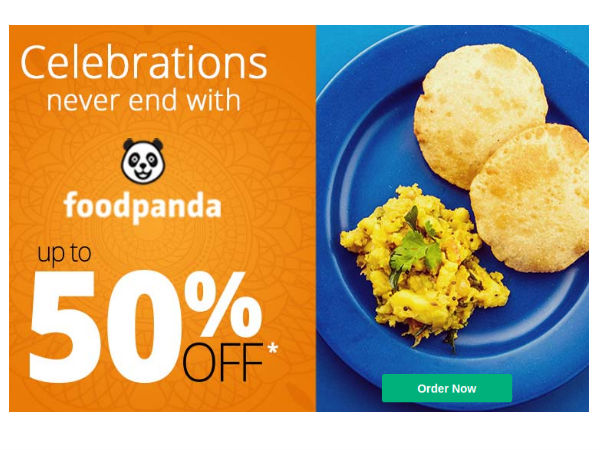 Celebrations
never end with
foodpanda
up to
50%
OFF*
Order Now